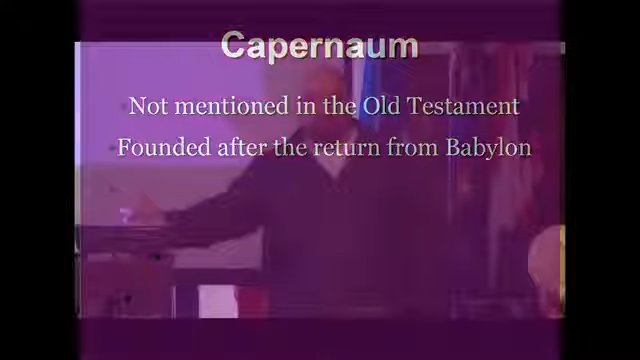 Capernaum
Not mentioned in the Old Testament
Founded after the return from Babylon